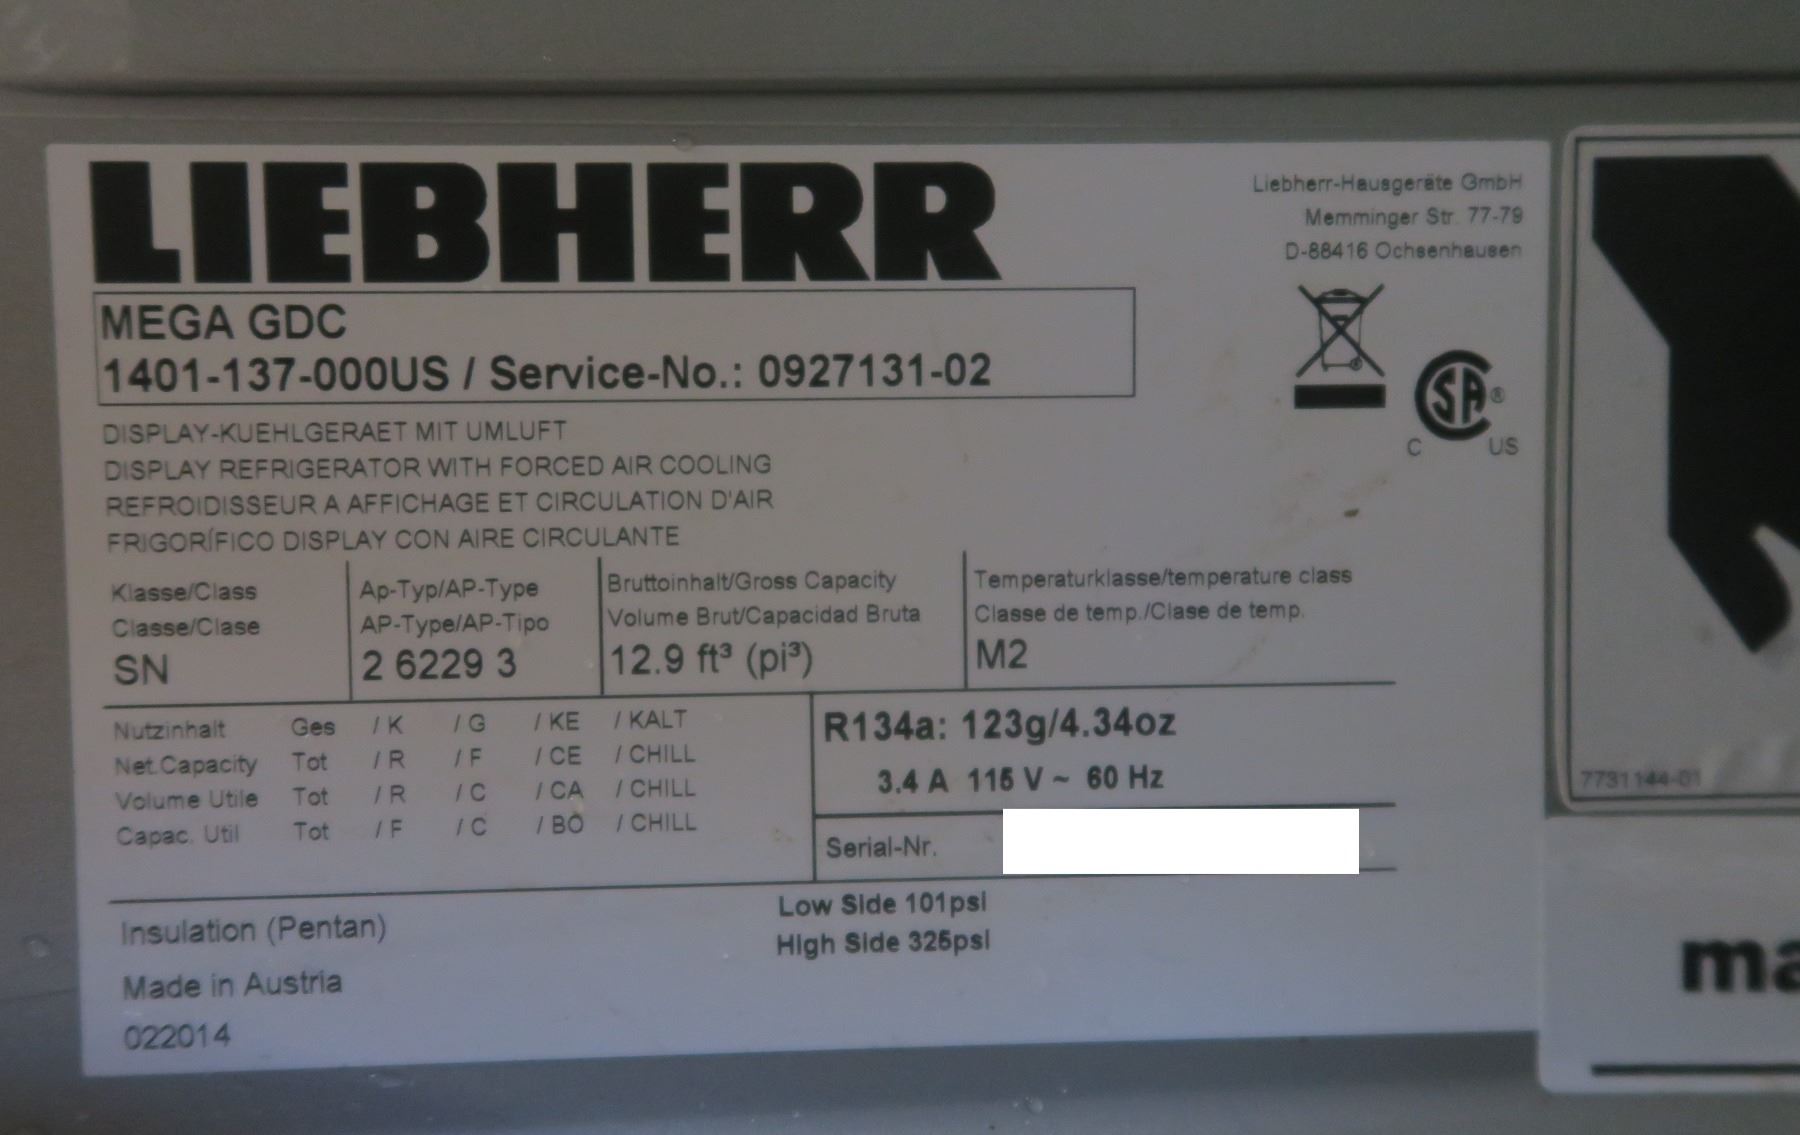 LIEBHERR
Liebherr-Hausgeräte GmbH
Memminger Str. 77-79
D-88416 Ochsenhausen
MEGA GDC
1401-137-000US / Service-No.: 0927131-02
SA®
C US
DISPLAY-KUEHLGERAET MIT UMLUFT
DISPLAY REFRIGERATOR WITH FORCED AIR COOLING
REFROIDISSEUR A AFFICHAGE ET CIRCULATION D'AIR
FRIGORÍFICO DISPLAY CON AIRE CIRCULANTE
Klasse/Class
Classe/Clase
SN
Ap-Typ/AP-Type
AP-Type/AP-Tipo
2 6229 3
Bruttoinhalt/Gross Capacity
Volume Brut/Capacidad Bruta
12.9 ft³ (pi³)
Temperaturklasse/temperature class
Classe de temp./Clase de temp.
M2
Nutzinhalt Ges / K / G / KE / KALT
Net.Capacity Tot / R / F / CE / CHILL
Volume Utile Tot / R / C / CA / CHILL
Capac. Util Tot / F / C / BO / CHILL
R134a: 123g/4.34oz
3.4 A 115 V ~ 60 Hz
Serial-Nr.
Low Side 101psi
High Side 325psi
Insulation (Pentan)
Made in Austria
022014
7731144-01
ma